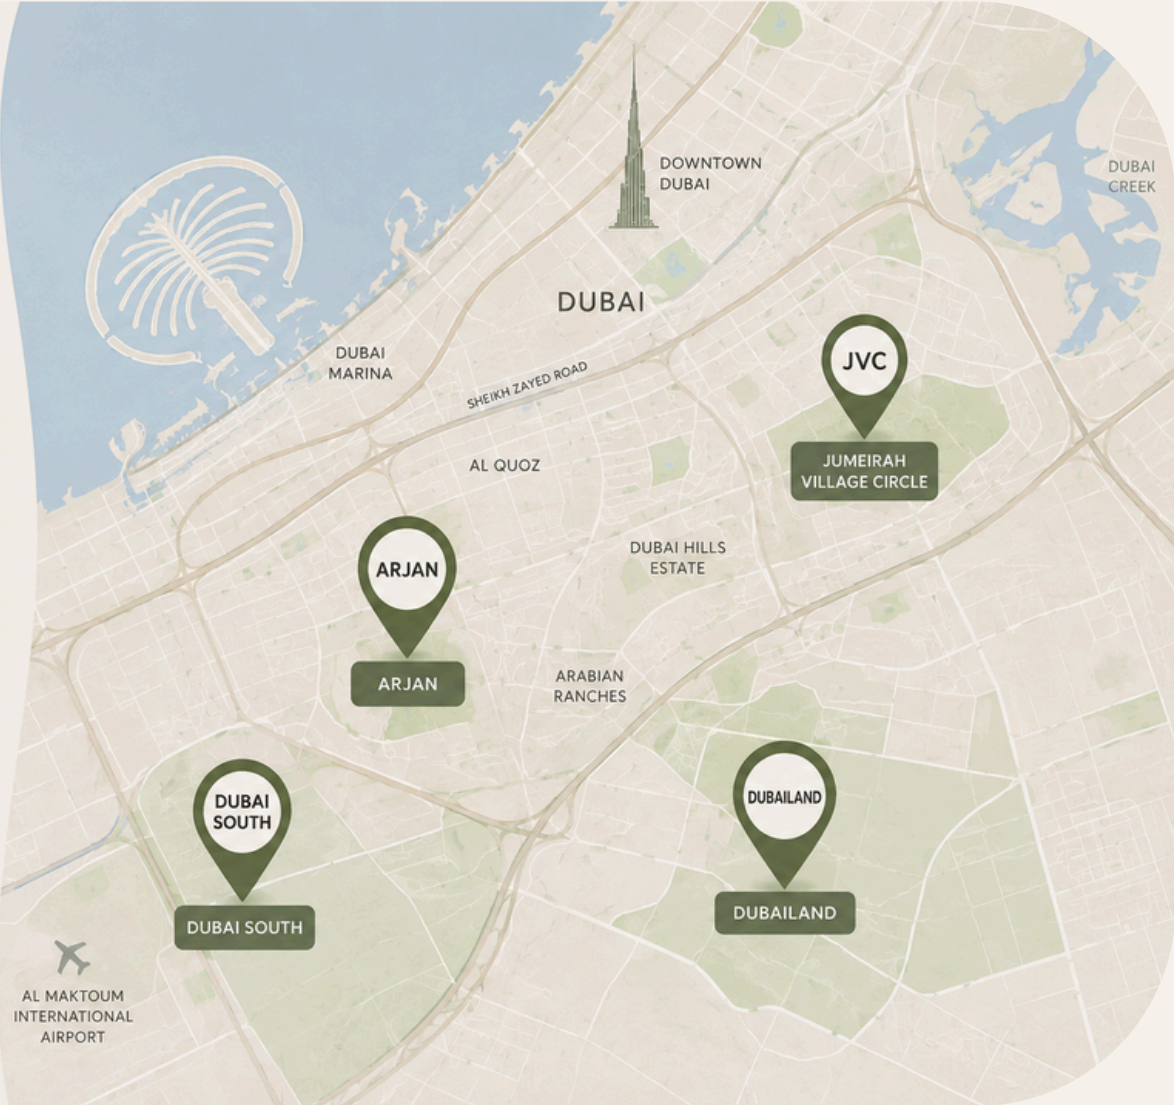 DOWNTOWN
DUBAI
DUBAI
CREEK
DUBAI
DUBAI
MARINA
SHEIKH ZAYED ROAD
JVC
JUMEIRAH
VILLAGE CIRCLE
AL QUOZ
ARJAN
ARJAN
DUBAI HILLS
ESTATE
ARABIAN
RANCHES
DUBAI
SOUTH
DUBAI SOUTH
DUBAILAND
DUBAILAND
AL MAKTOUM
INTERNATIONAL
AIRPORT